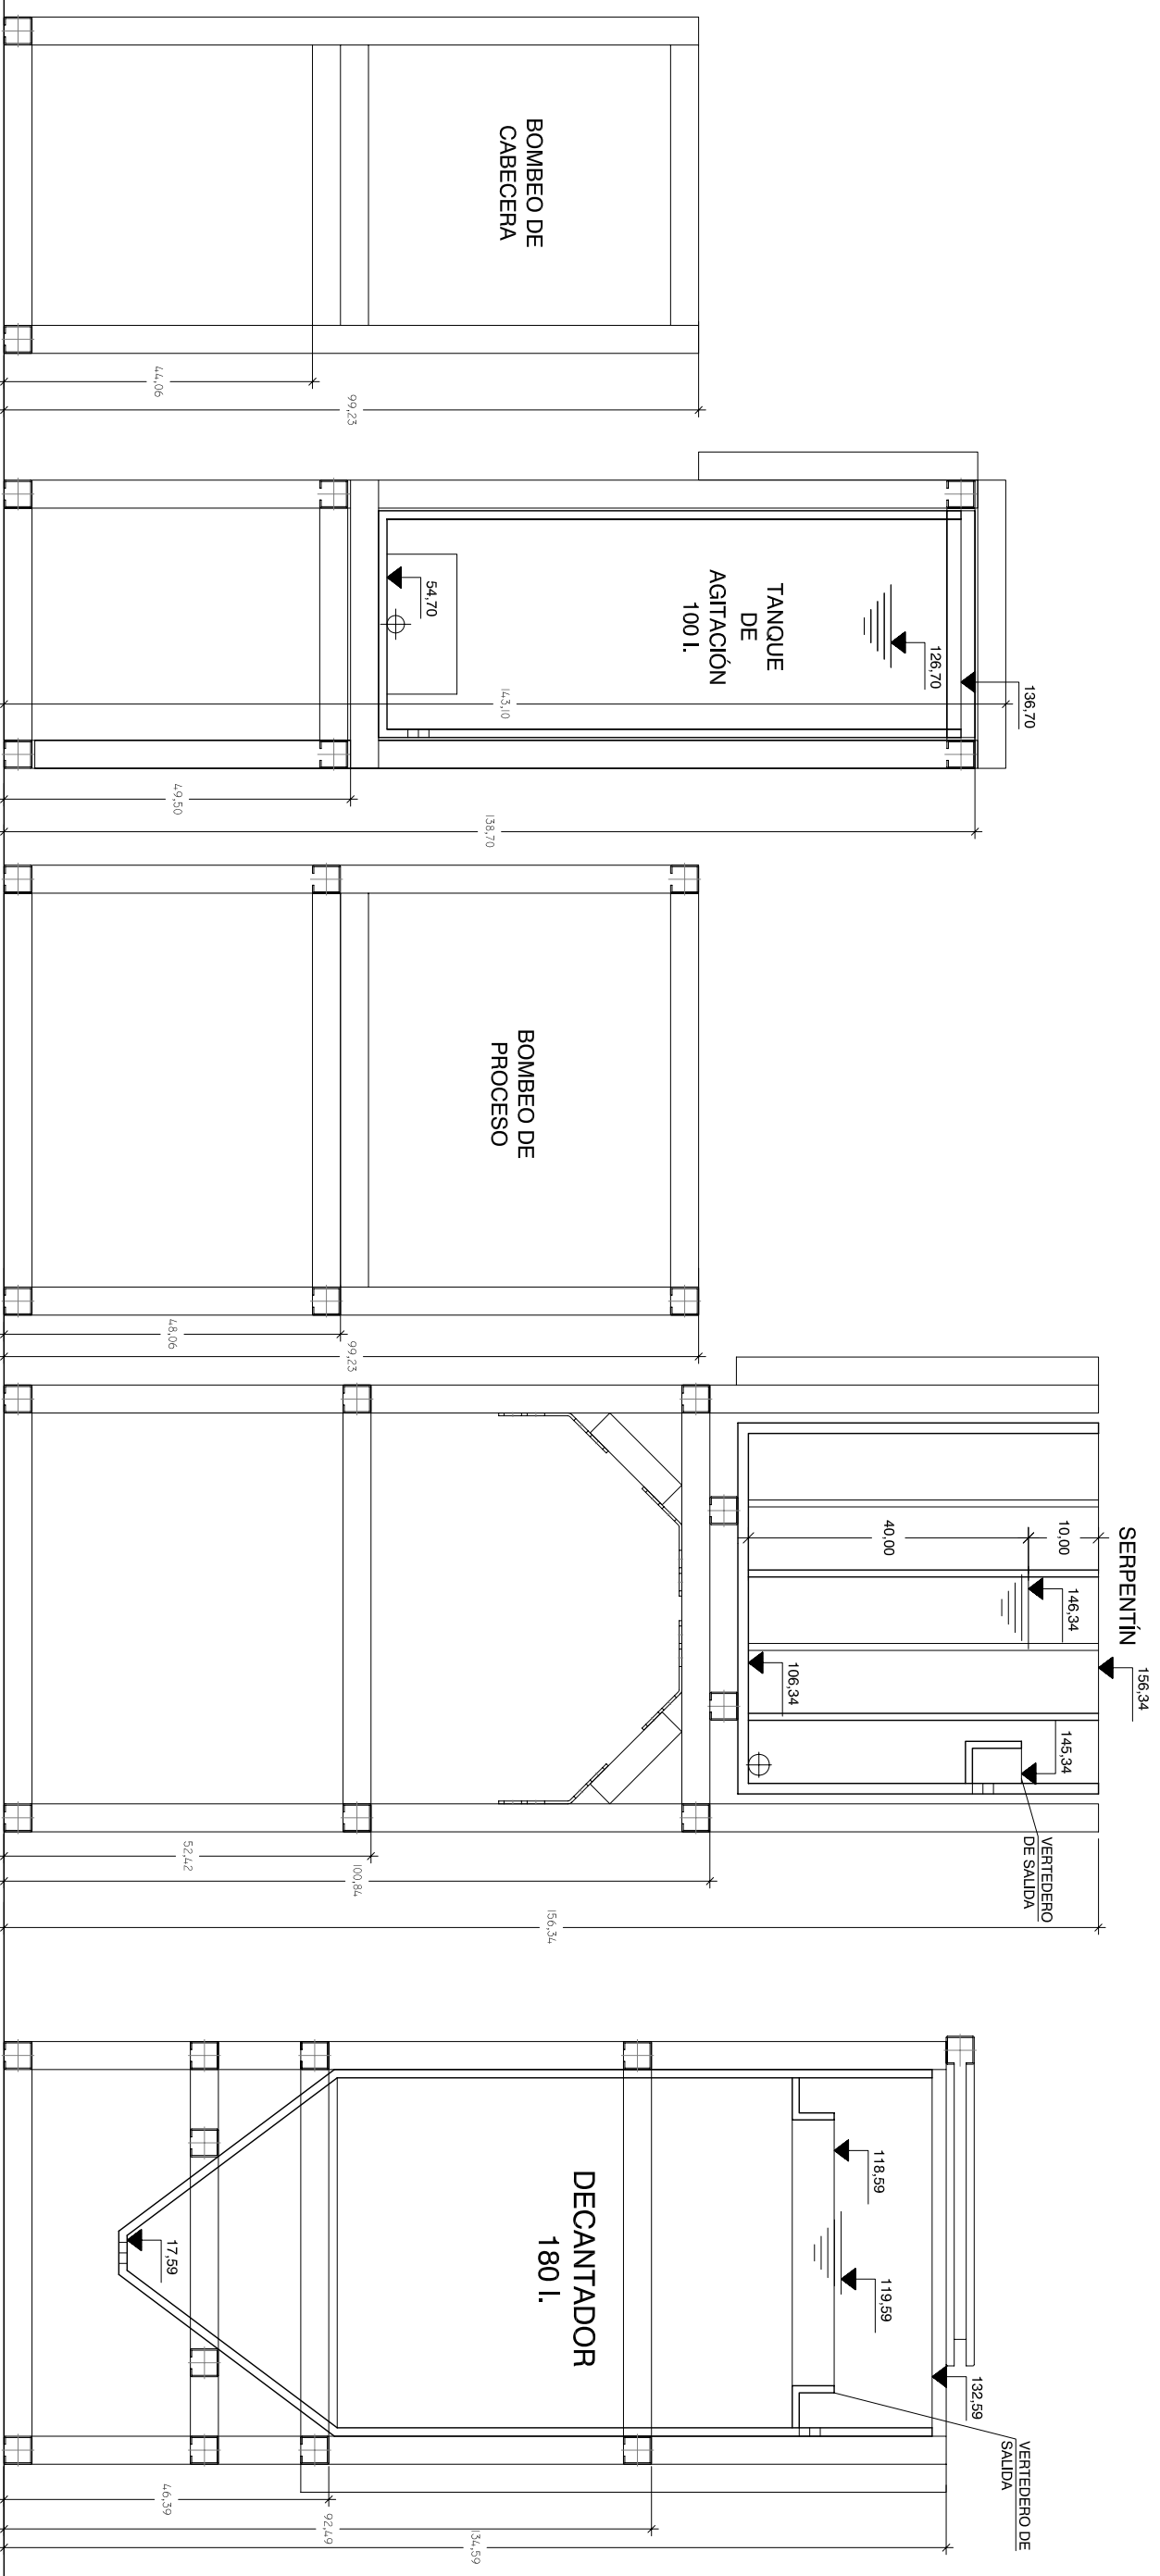 BOMBEO DE
CABECERA
44,06
99,23
TANQUE
DE
AGITACIÓN
100 l.
54,70
126,70
136,70
143,10
49,50
138,70
BOMBEO DE
PROCESO
48,06
99,23
SERPENTÍN
10,00
40,00
146,34
156,34
106,34
145,34
VERTEDERO
DE SALIDA
52,42
100,84
156,34
DECANTADOR
180 l.
118,59
119,59
17,59
132,59
VERTEDERO DE
SALIDA
46,39
92,49
134,59